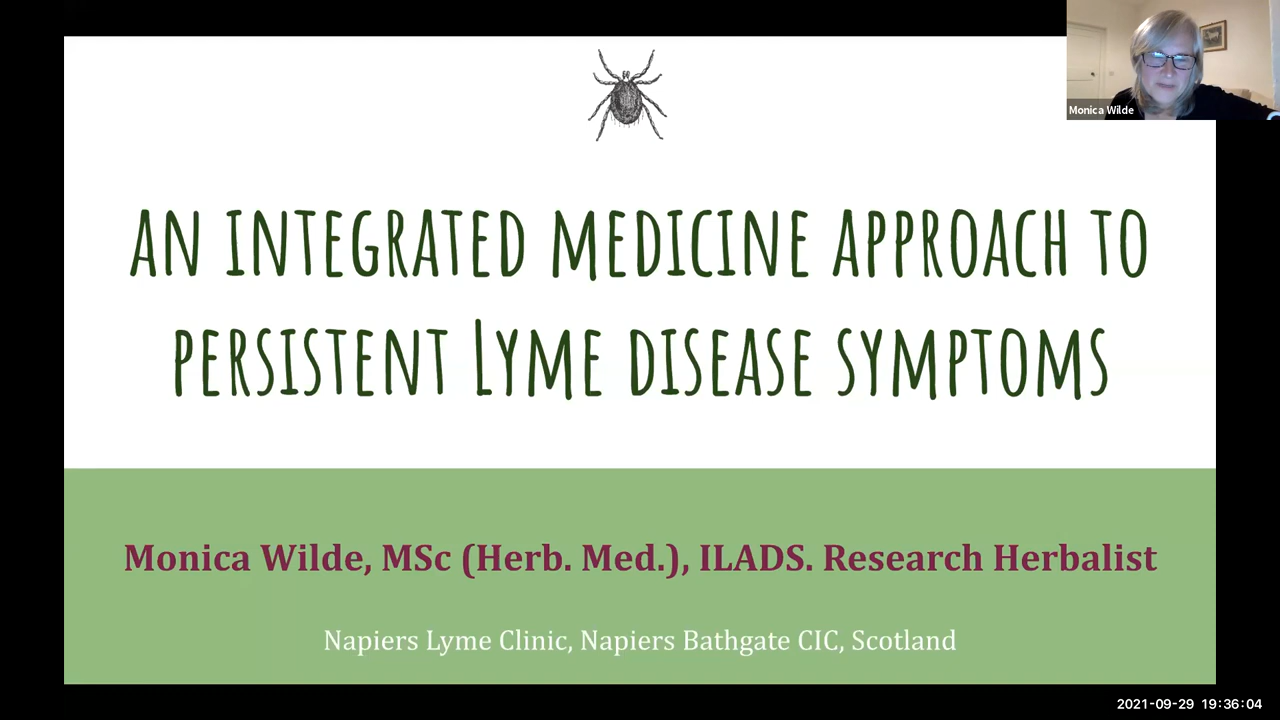 Monica Wilde
AN INTEGRATED MEDICINE APPROACH TO
PERSISTENT LYME DISEASE SYMPTOMS
Monica Wilde, MSc (Herb. Med.), ILADS. Research Herbalist
Napiers Lyme Clinic, Napiers Bathgate CIC, Scotland
2021-09-29 19:36:04